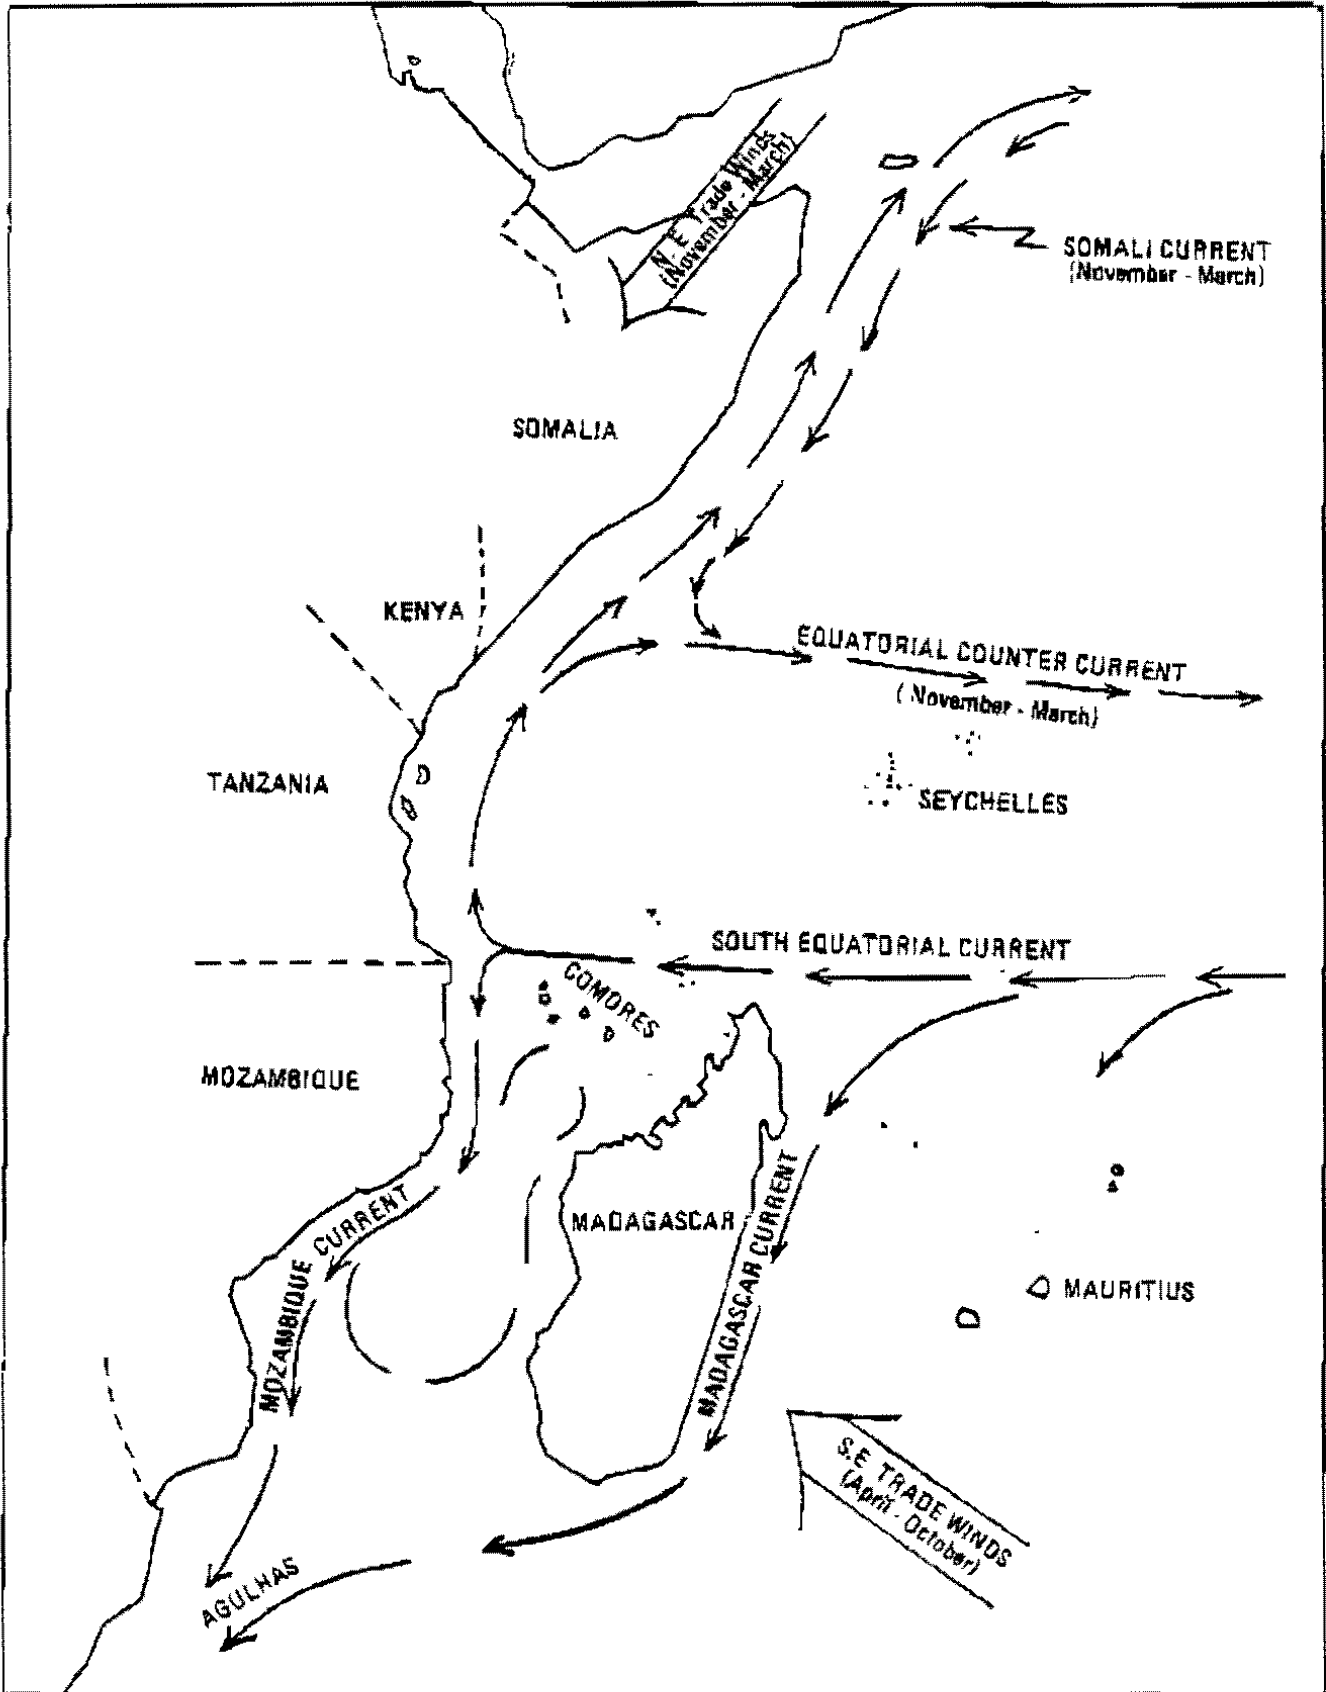 N. E. Trade Winds
(November - March)
SOMALI CURRENT
(November - March)
SOMALIA
KENYA
EQUATORIAL COUNTER CURRENT
( November - March)
TANZANIA
SEYCHELLES
SOUTH EQUATORIAL CURRENT
COMORES
MOZAMBIQUE
MOZAMBIQUE CURRENT
MADAGASCAR
MADAGASCAR CURRENT
MAURITIUS
S.E TRADE WINDS
(April - October)
AGULHAS